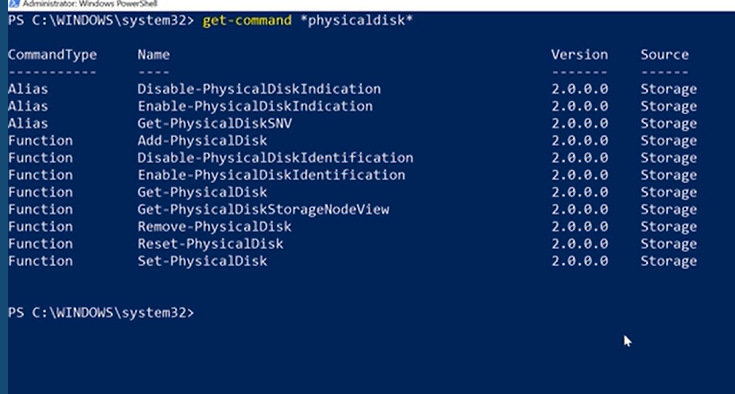 Administrator: Windows PowerShell
PS C:\WINDOWS\system32> get-command *physicaldisk*
CommandType Name Version Source
----------- ---- ------- ------
Alias Disable-PhysicalDiskIndication 2.0.0.0 Storage
Alias Enable-PhysicalDiskIndication 2.0.0.0 Storage
Alias Get-PhysicalDiskSNV 2.0.0.0 Storage
Function Add-PhysicalDisk 2.0.0.0 Storage
Function Disable-PhysicalDiskIdentification 2.0.0.0 Storage
Function Enable-PhysicalDiskIdentification 2.0.0.0 Storage
Function Get-PhysicalDisk 2.0.0.0 Storage
Function Get-PhysicalDiskStorageNodeView 2.0.0.0 Storage
Function Remove-PhysicalDisk 2.0.0.0 Storage
Function Reset-PhysicalDisk 2.0.0.0 Storage
Function Set-PhysicalDisk 2.0.0.0 Storage
PS C:\WINDOWS\system32>